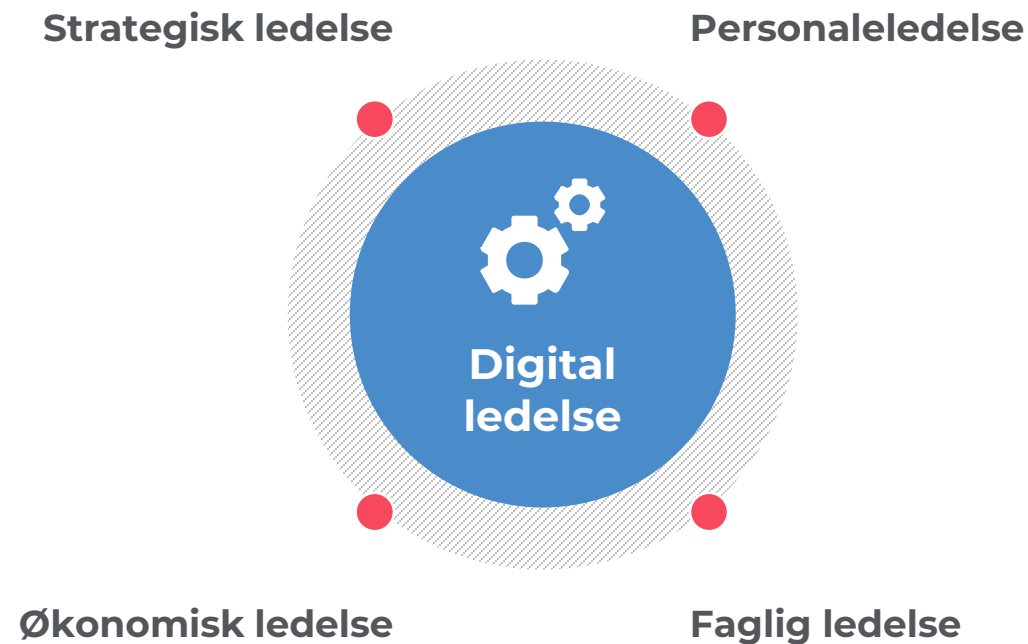 Strategisk ledelse
Personaleledelse
Digital
ledelse
Økonomisk ledelse
Faglig ledelse